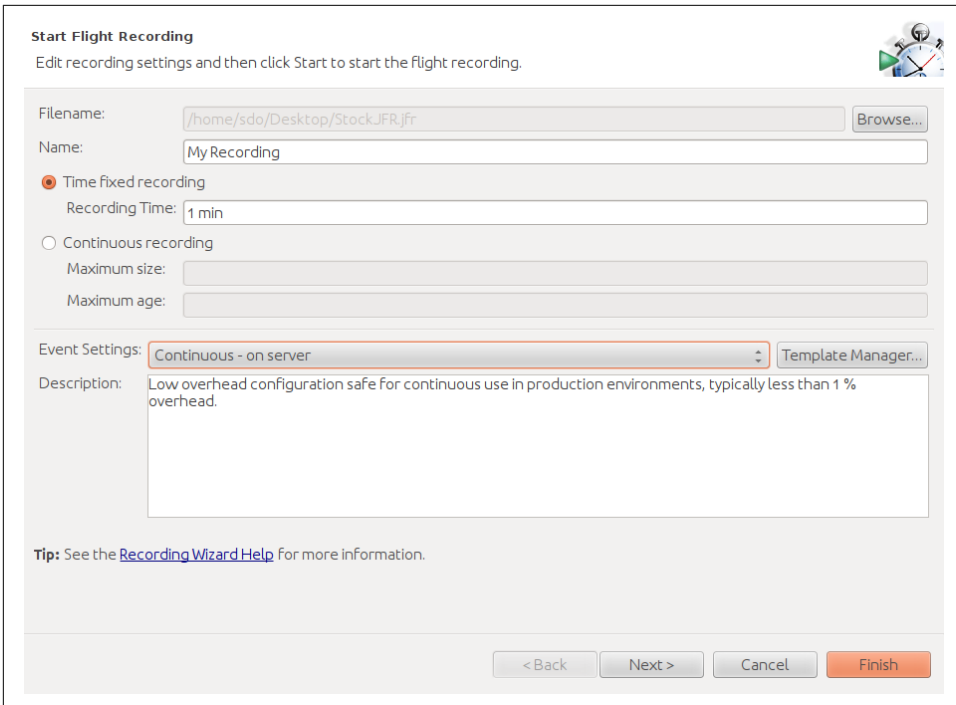 Start Flight Recording
Edit recording settings and then click Start to start the flight recording.
Filename: /home/sdo/Desktop/StockJFR.jfr Browse...
Name: My Recording
Time fixed recording
Recording Time: 1 min
Continuous recording
Maximum size:
Maximum age:
Event Settings: Continuous - on server Template Manager...
Description: Low overhead configuration safe for continuous use in production environments, typically less than 1 %
overhead.
Tip: See the Recording Wizard Help for more information.
< Back Next > Cancel Finish